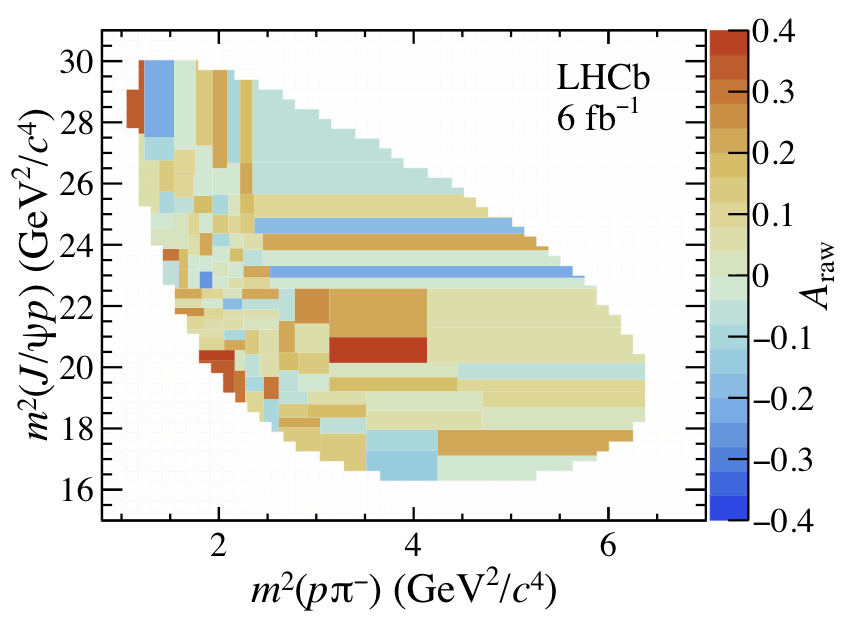 LHCb
6 fb⁻¹
30
28
26
24
22
20
18
16
m²(J/ψp) (GeV²/c⁴)
2 4 6
m²(pπ⁻) (GeV²/c⁴)
0.4
0.3
0.2
0.1
0
−0.1
−0.2
−0.3
−0.4
A_raw